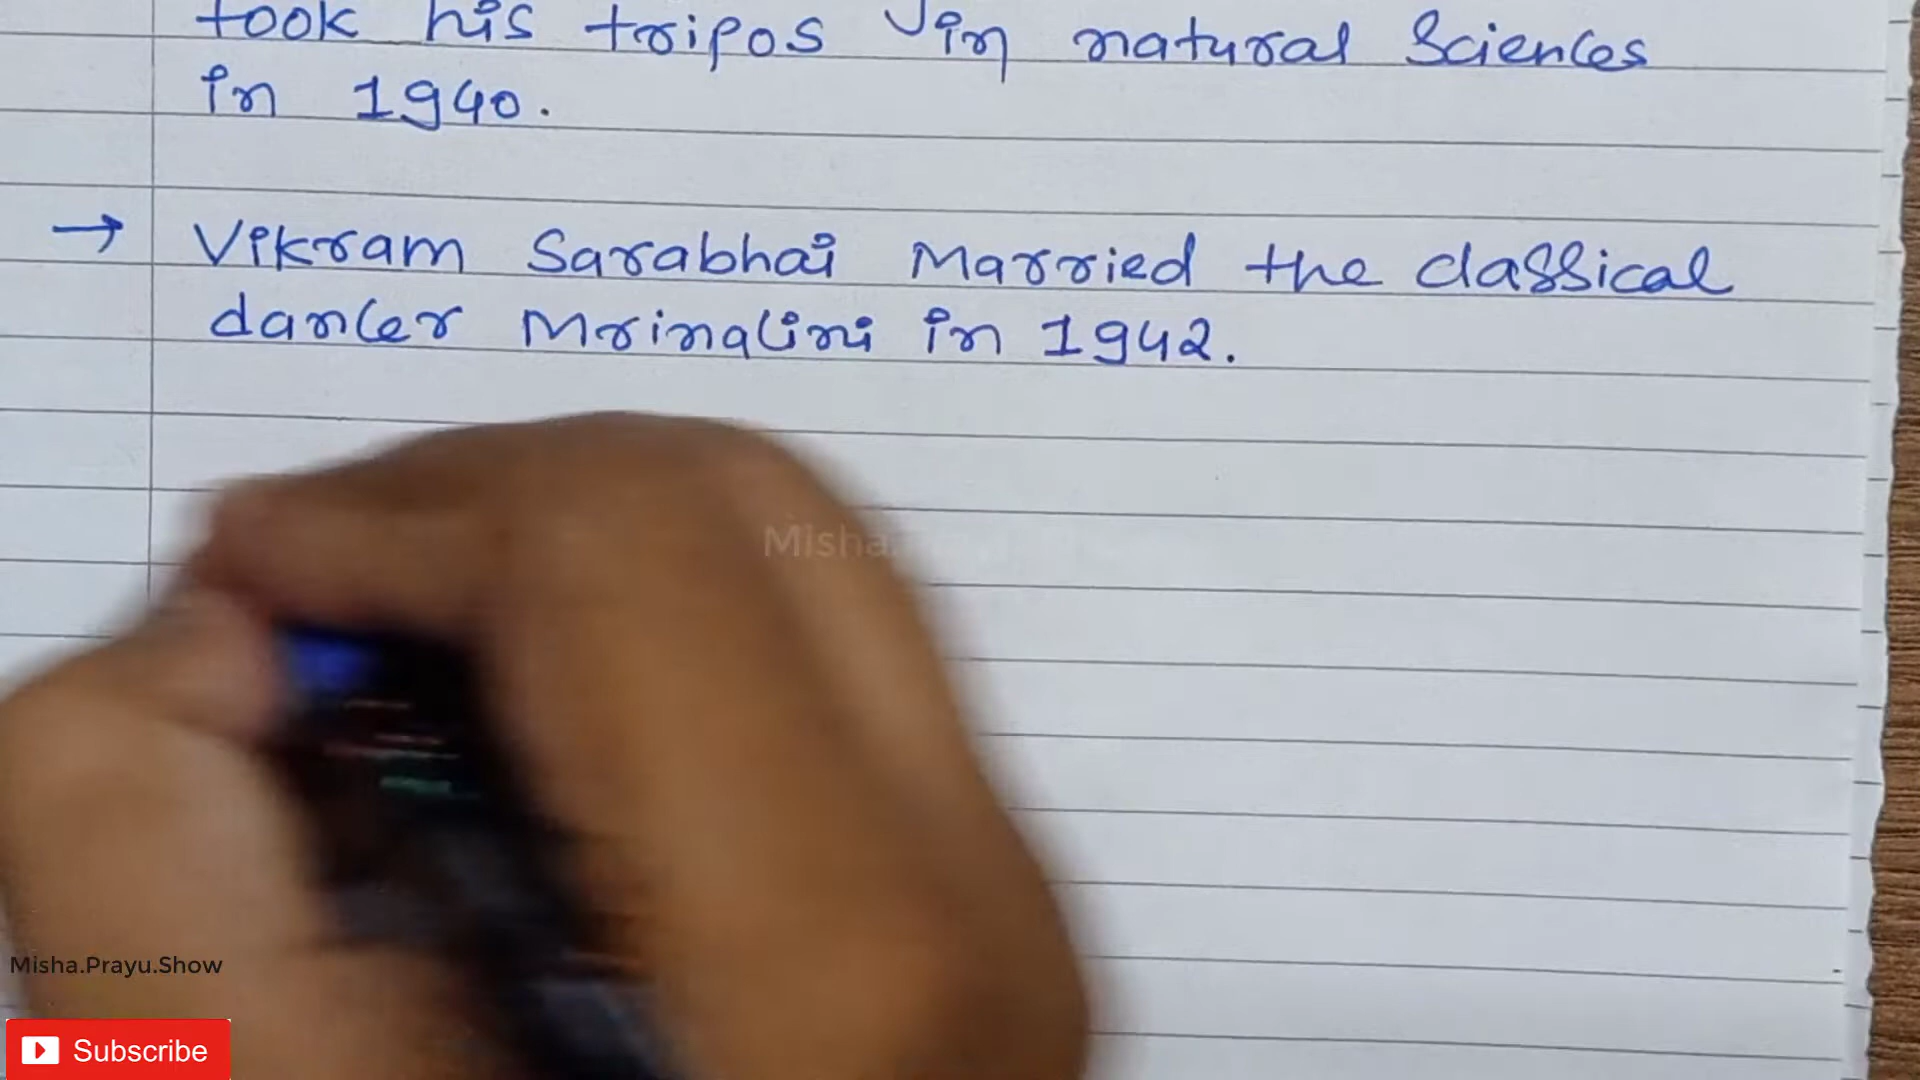 took his tripos in natural Sciences
in 1940.
→ Vikram Sarabhai Married the classical
dancer Mrinalini in 1942.
Misha.
Misha.Prayu.Show
Subscribe